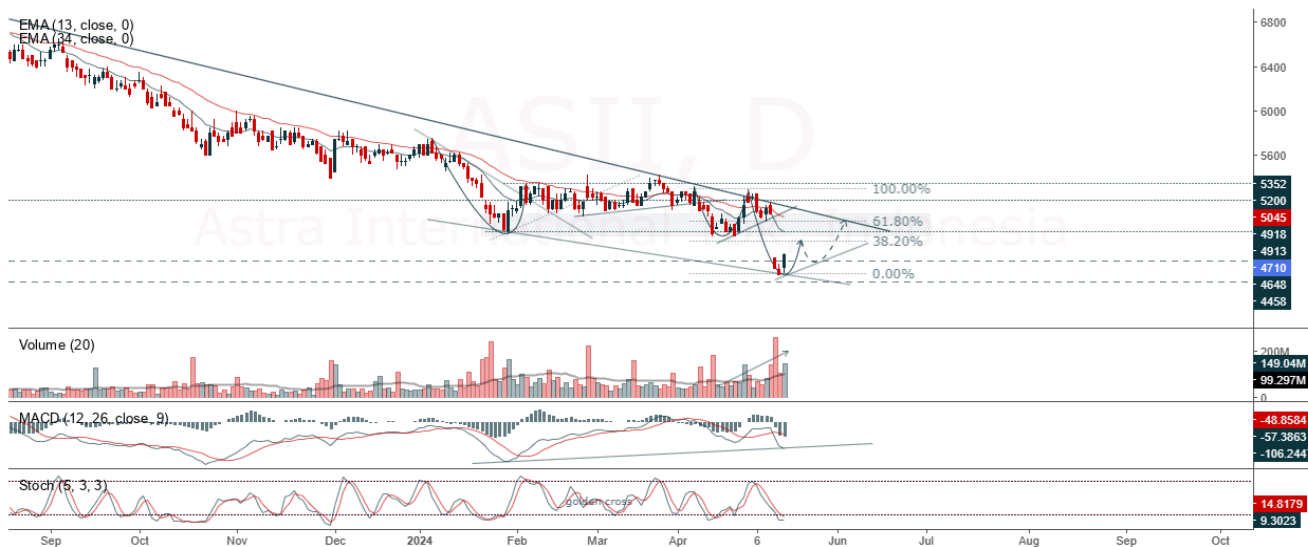 EMA (13, close, 0)
EMA (34, close, 0)
ASII, D
Astra International Indonesia
100.00%
61.80%
38.20%
0.00%
6800
6400
6000
5600
5352
5200
5045
4918
4913
4710
4648
4458
Volume (20)
200M
149.04M
99.297M
0
MACD (12, 26, close, 9)
-48.8584
-57.3863
-106.2447
Stoch (5, 3, 3)
golden cross
14.8179
9.3023
Sep
Oct
Nov
Dec
2024
Feb
Mar
Apr
6
Jun
Jul
Aug
Sep
Oct